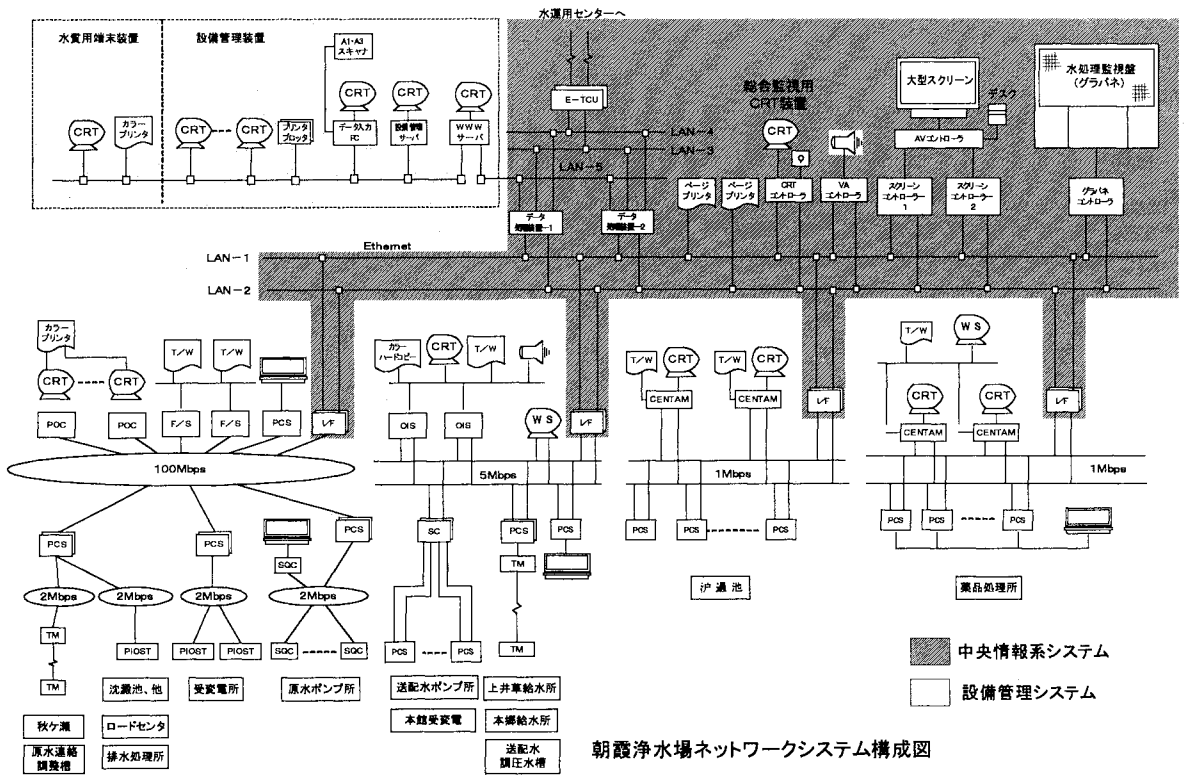 水運用センターへ
水質用端末装置
設備管理装置
A1・A3
スキャナ
CRT
カラー
プリンタ
CRT
CRT
プリンタ
プロッタ
CRT
データ入力
PC
CRT
設備管理
サーバ
CRT
WWW
サーバ
E-TCU
LAN-4
LAN-3
LAN-5
総合監視用
CRT装置
CRT
大型スクリーン
デスク
AVコントローラ
水処理監視盤
(グラパネ)
ページ
プリンタ
ページ
プリンタ
CRT
コントローラ
VA
コントローラ
スクリーン
コントローラー
1
スクリーン
コントローラー
2
グラパネ
コントローラ
データ
処理装置-1
データ
処理装置-2
Ethernet
LAN-1
LAN-2
カラー
プリンタ
CRT
CRT
T/W
T/W
POC
POC
F/S
F/S
PCS
I/F
100Mbps
PCS
PCS
PCS
SQC
2Mbps
2Mbps
2Mbps
2Mbps
TM
TM
PIOST
PIOST
PIOST
SQC
SQC
カラー
ハードコピー
CRT
T/W
OIS
OIS
WS
I/F
5Mbps
SC
PCS
PCS
TM
TM
PCS
PCS
T/W
CRT
T/W
CRT
CENTAM
CENTAM
I/F
1Mbps
PCS
PCS
PCS
T/W
WS
CRT
CRT
CENTAM
CENTAM
I/F
1Mbps
PCS
PCS
PCS
沈澱池、他
受変電所
原水ポンプ所
送配水ポンプ所
上井草給水所
沪過池
薬品処理所
秋ケ瀬
ロードセンタ
本館受変電
本郷給水所
原水連絡
調整槽
排水処理所
送配水
調圧水槽
中央情報系システム
設備管理システム
朝霞浄水場ネットワークシステム構成図